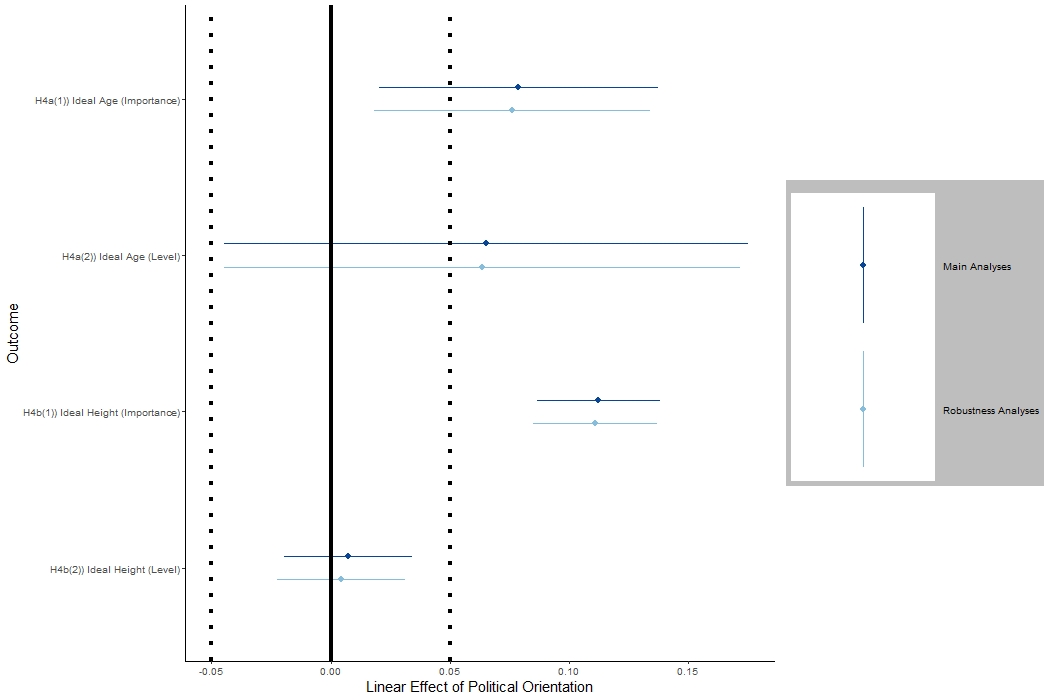 H4a(1)) Ideal Age (Importance)
H4a(2)) Ideal Age (Level)
H4b(1)) Ideal Height (Importance)
H4b(2)) Ideal Height (Level)
Outcome
-0.05
0.00
0.05
0.10
0.15
Linear Effect of Political Orientation
Main Analyses
Robustness Analyses